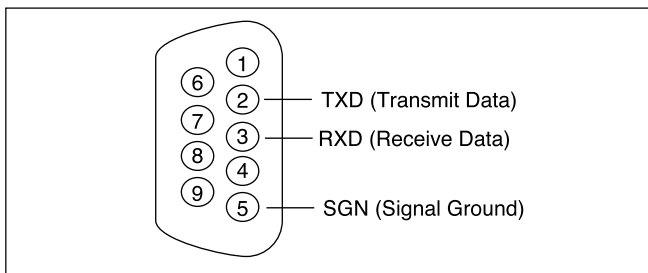 1
6
2 TXD (Transmit Data)
7
3 RXD (Receive Data)
8
4
9
5 SGN (Signal Ground)